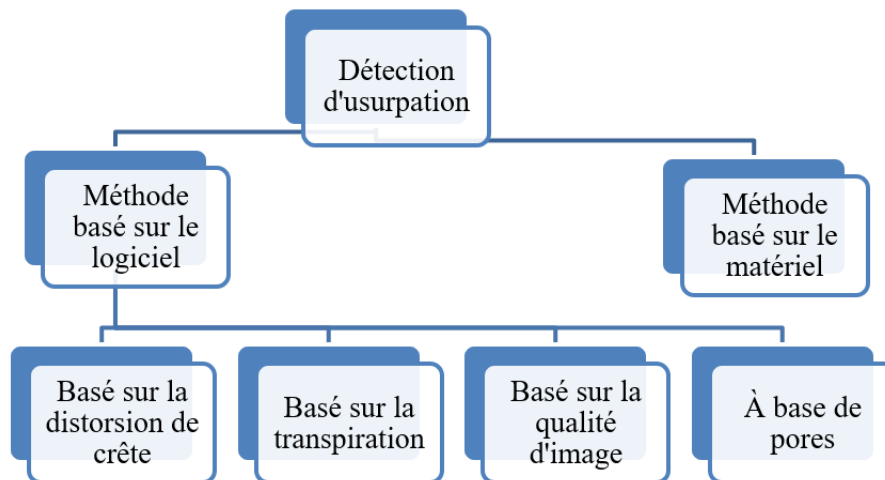 Détection
d'usurpation
Méthode
basé sur le
logiciel
Méthode
basé sur le
matériel
Basé sur la
distorsion de
crête
Basé sur la
transpiration
Basé sur la
qualité
d'image
À base de
pores